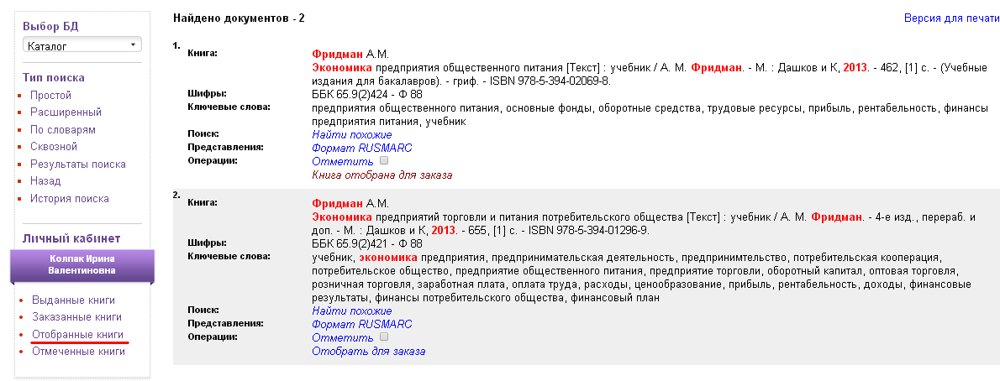 Выбор БД
Каталог
Тип поиска
Простой
Расширенный
По словарям
Сквозной
Результаты поиска
Назад
История поиска
Личный кабинет
Колпак Ирина
Валентиновна
Выданные книги
Заказанные книги
Отобранные книги
Отмеченные книги
Найдено документов - 2
Версия для печати
1.
Книга: Фридман А.М.
Экономика предприятия общественного питания [Текст] : учебник / А. М. Фридман. - М. : Дашков и К, 2013. - 462, [1] с. - (Учебные
издания для бакалавров). - гриф. - ISBN 978-5-394-02069-8.
Шифры: ББК 65.9(2)424 - Ф 88
Ключевые слова: предприятия общественного питания, основные фонды, оборотные средства, трудовые ресурсы, прибыль, рентабельность, финансы
предприятия питания, учебник
Поиск: Найти похожие
Представления: Формат RUSMARC
Операции: Отметить
Книга отобрана для заказа
2.
Книга: Фридман А.М.
Экономика предприятий торговли и питания потребительского общества [Текст] : учебник / А. М. Фридман. - 4-е изд., перераб. и
доп. - М. : Дашков и К, 2013. - 655, [1] с. - ISBN 978-5-394-01296-9.
Шифры: ББК 65.9(2)421 - Ф 88
Ключевые слова: учебник, экономика предприятия, предпринимательская деятельность, предпринимтельство, потребительская кооперация,
потребительское общество, предприятие общественного питания, предприятие торговли, оборотный капитал, оптовая торговля,
розничная торговля, заработная плата, оплата труда, расходы, ценообразование, прибыль, рентабельность, доходы, финансовые
результаты, финансы потребительского общества, финансовый план
Поиск: Найти похожие
Представления: Формат RUSMARC
Операции: Отметить
Отобрать для заказа